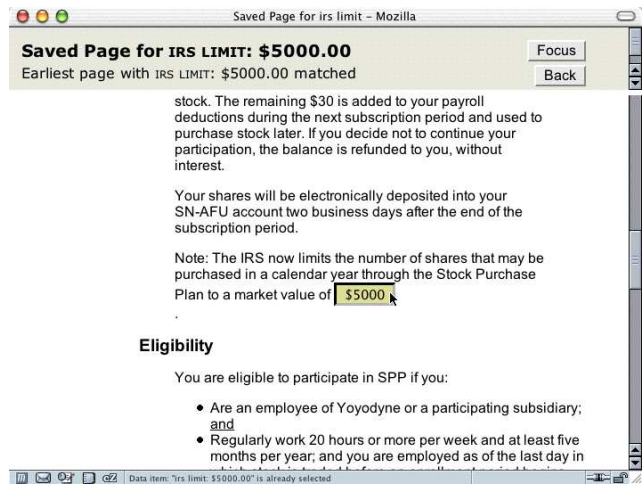 Saved Page for irs limit – Mozilla
Saved Page for IRS LIMIT: $5000.00
Focus
Earliest page with IRS LIMIT: $5000.00 matched
Back
stock. The remaining $30 is added to your payroll
deductions during the next subscription period and used to
purchase stock later. If you decide not to continue your
participation, the balance is refunded to you, without
interest.
Your shares will be electronically deposited into your
SN-AFU account two business days after the end of the
subscription period.
Note: The IRS now limits the number of shares that may be
purchased in a calendar year through the Stock Purchase
Plan to a market value of $5000
.
Eligibility
You are eligible to participate in SPP if you:
• Are an employee of Yoyodyne or a participating subsidiary;
and
• Regularly work 20 hours or more per week and at least five
months per year; and you are employed as of the last day in
Data item: "irs limit: $5000.00" is already selected